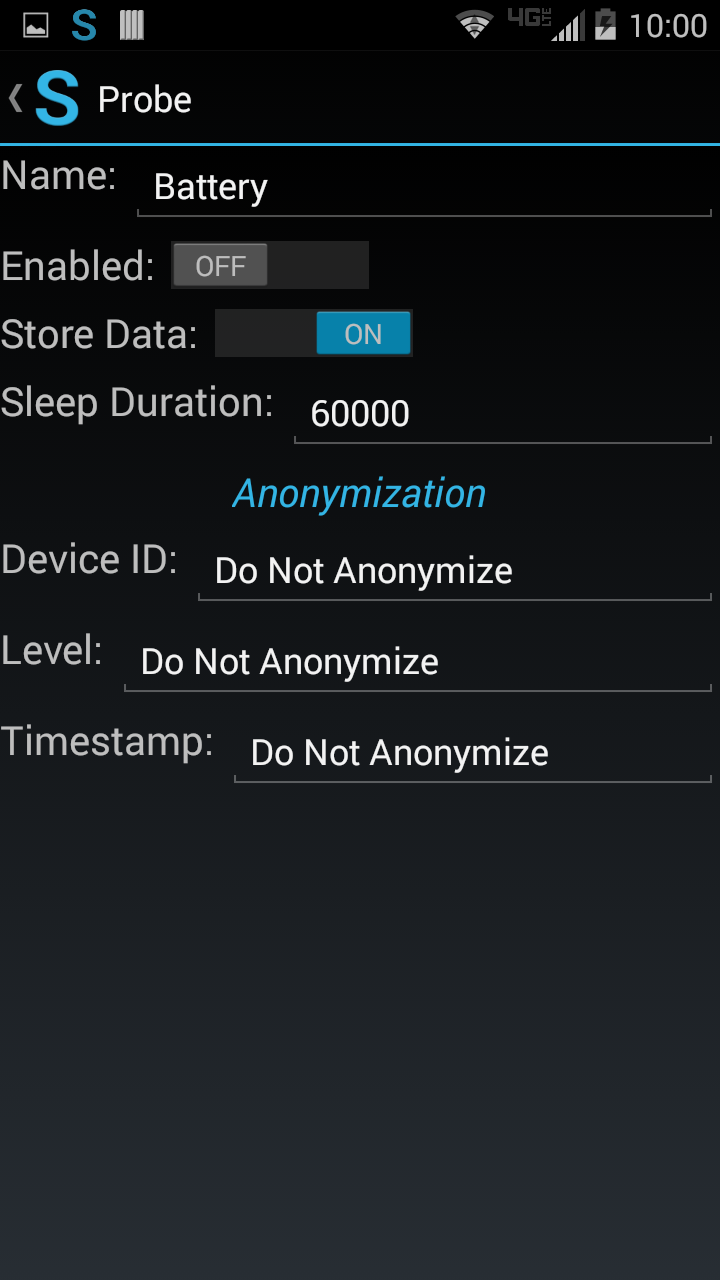 S 4G LTE 10:00
S Probe
Name: Battery
Enabled: OFF
Store Data: ON
Sleep Duration: 60000
Anonymization
Device ID: Do Not Anonymize
Level: Do Not Anonymize
Timestamp: Do Not Anonymize